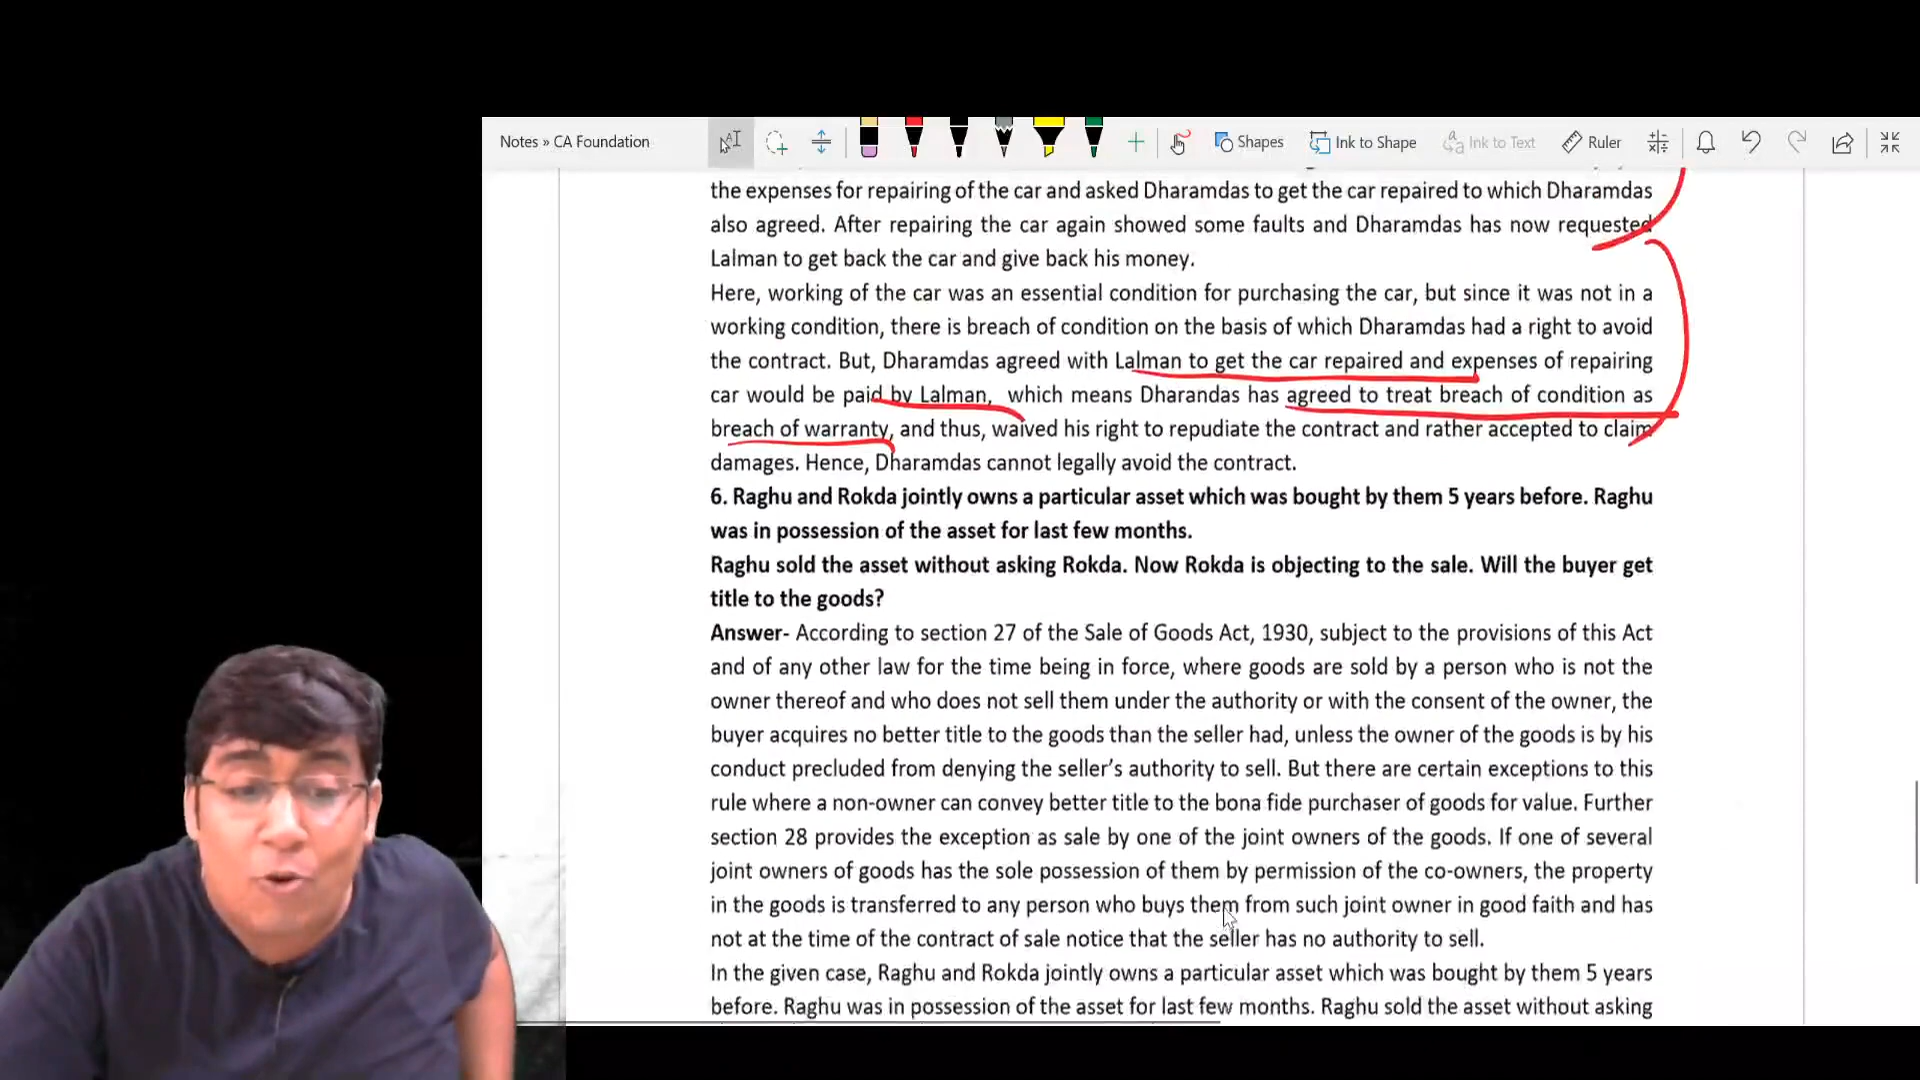 Notes » CA Foundation
Shapes
Ink to Shape
Ink to Text
Ruler
the expenses for repairing of the car and asked Dharamdas to get the car repaired to which Dharamdas
also agreed. After repairing the car again showed some faults and Dharamdas has now requested
Lalman to get back the car and give back his money.
Here, working of the car was an essential condition for purchasing the car, but since it was not in a
working condition, there is breach of condition on the basis of which Dharamdas had a right to avoid
the contract. But, Dharamdas agreed with Lalman to get the car repaired and expenses of repairing
car would be paid by Lalman, which means Dharandas has agreed to treat breach of condition as
breach of warranty, and thus, waived his right to repudiate the contract and rather accepted to claim
damages. Hence, Dharamdas cannot legally avoid the contract.
6. Raghu and Rokda jointly owns a particular asset which was bought by them 5 years before. Raghu
was in possession of the asset for last few months.
Raghu sold the asset without asking Rokda. Now Rokda is objecting to the sale. Will the buyer get
title to the goods?
Answer- According to section 27 of the Sale of Goods Act, 1930, subject to the provisions of this Act
and of any other law for the time being in force, where goods are sold by a person who is not the
owner thereof and who does not sell them under the authority or with the consent of the owner, the
buyer acquires no better title to the goods than the seller had, unless the owner of the goods is by his
conduct precluded from denying the seller’s authority to sell. But there are certain exceptions to this
rule where a non-owner can convey better title to the bona fide purchaser of goods for value. Further
section 28 provides the exception as sale by one of the joint owners of the goods. If one of several
joint owners of goods has the sole possession of them by permission of the co-owners, the property
in the goods is transferred to any person who buys them from such joint owner in good faith and has
not at the time of the contract of sale notice that the seller has no authority to sell.
In the given case, Raghu and Rokda jointly owns a particular asset which was bought by them 5 years
before. Raghu was in possession of the asset for last few months. Raghu sold the asset without asking